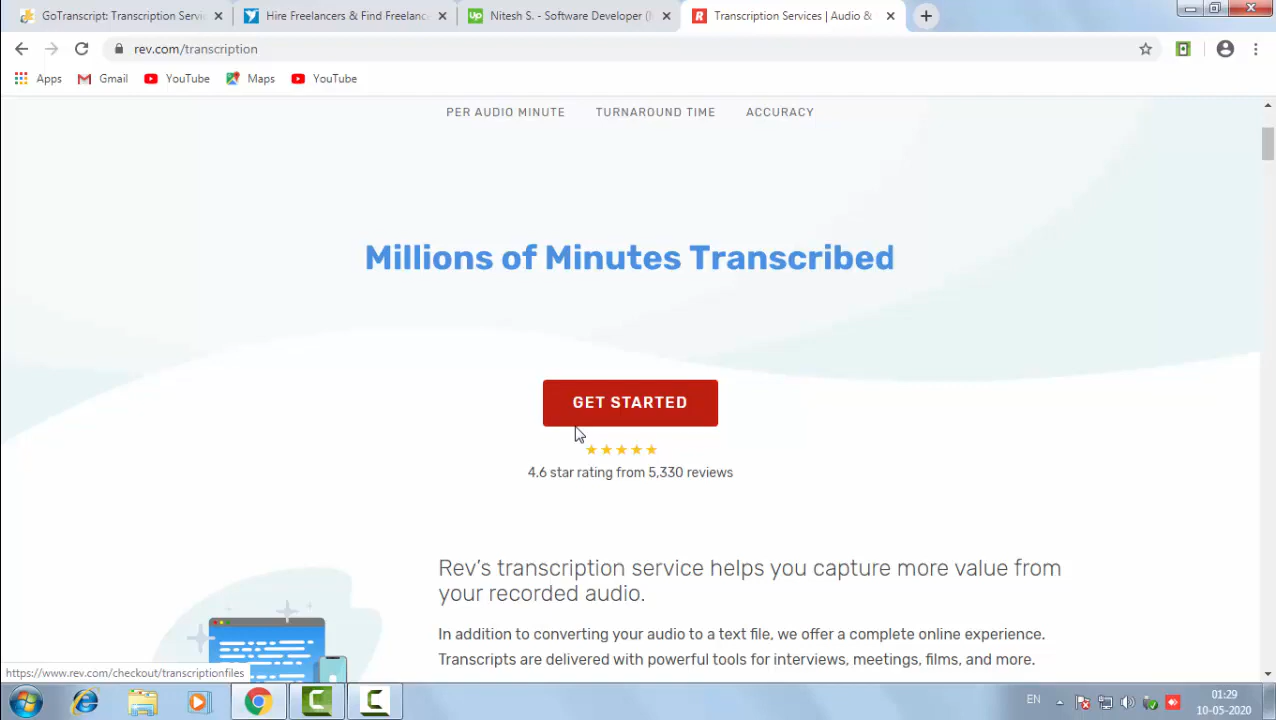 GoTranscript: Transcription Servi
Hire Freelancers & Find Freelanc
Up Nitesh S. - Software Developer (
R Transcription Services | Audio &
rev.com/transcription
Apps Gmail YouTube Maps YouTube
PER AUDIO MINUTE TURNAROUND TIME ACCURACY
Millions of Minutes Transcribed
GET STARTED
4.6 star rating from 5,330 reviews
Rev's transcription service helps you capture more value from
your recorded audio.
In addition to converting your audio to a text file, we offer a complete online experience.
Transcripts are delivered with powerful tools for interviews, meetings, films, and more.
https://www.rev.com/checkout/transcriptionfiles
EN
01:29
10-05-2020